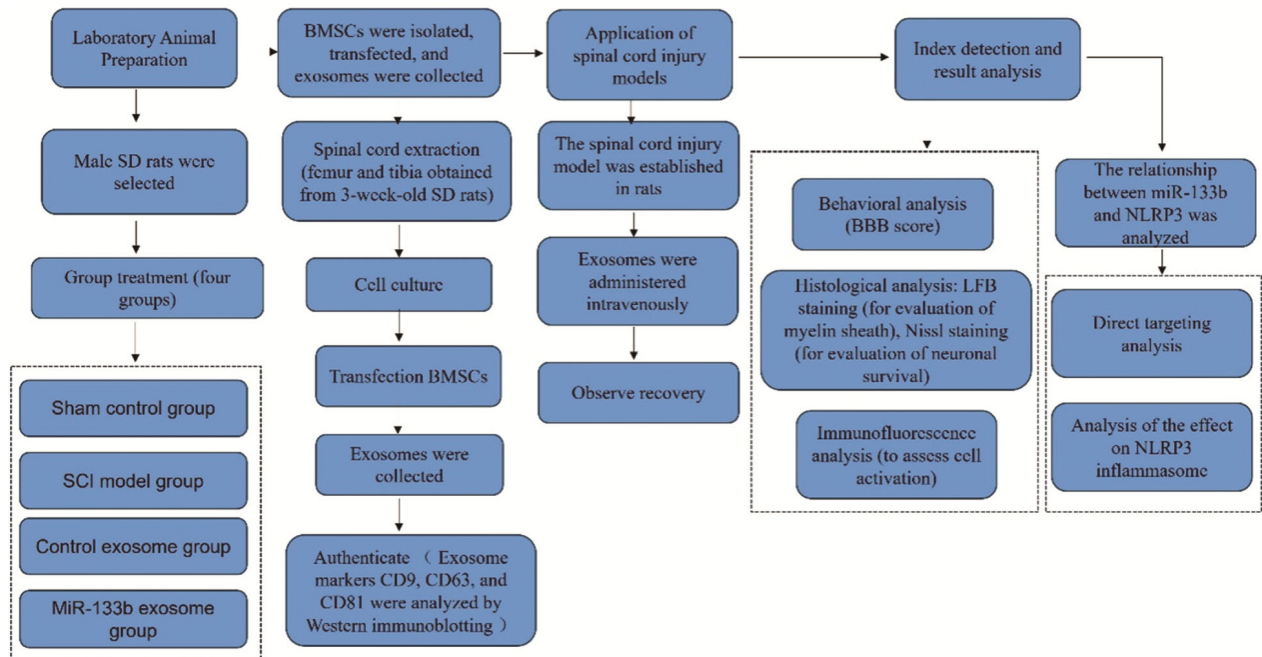 Laboratory Animal
Preparation
Male SD rats were
selected
Group treatment (four
groups)
Sham control group
SCI model group
Control exosome group
MiR-133b exosome
group
BMSCs were isolated,
transfected, and
exosomes were collected
Spinal cord extraction
(femur and tibia obtained
from 3-week-old SD rats)
Cell culture
Transfection BMSCs
Exosomes were
collected
Authenticate （ Exosome
markers CD9, CD63, and
CD81 were analyzed by
Western immunoblotting ）
Application of
spinal cord injury
models
The spinal cord injury
model was established
in rats
Exosomes were
administered
intravenously
Observe recovery
Index detection and
result analysis
Behavioral analysis
(BBB score)
Histological analysis: LFB
staining (for evaluation of
myelin sheath), Nissl staining
(for evaluation of neuronal
survival)
Immunofluorescence
analysis (to assess cell
activation)
The relationship
between miR-133b
and NLRP3 was
analyzed
Direct targeting
analysis
Analysis of the effect
on NLRP3
inflammasome